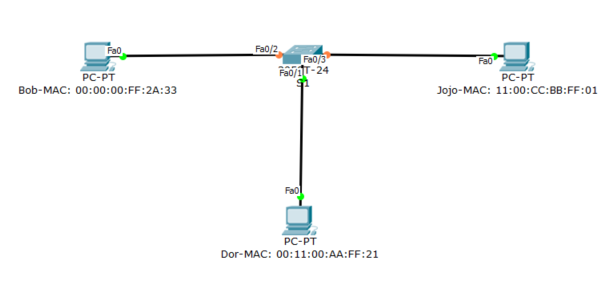 Fa0
PC-PT
Bob-MAC: 00:00:00:FF:2A:33
Fa0/2
Fa0/3
Fa0/1
S1
Fa0
PC-PT
Jojo-MAC: 11:00:CC:BB:FF:01
Fa0
PC-PT
Dor-MAC: 00:11:00:AA:FF:21